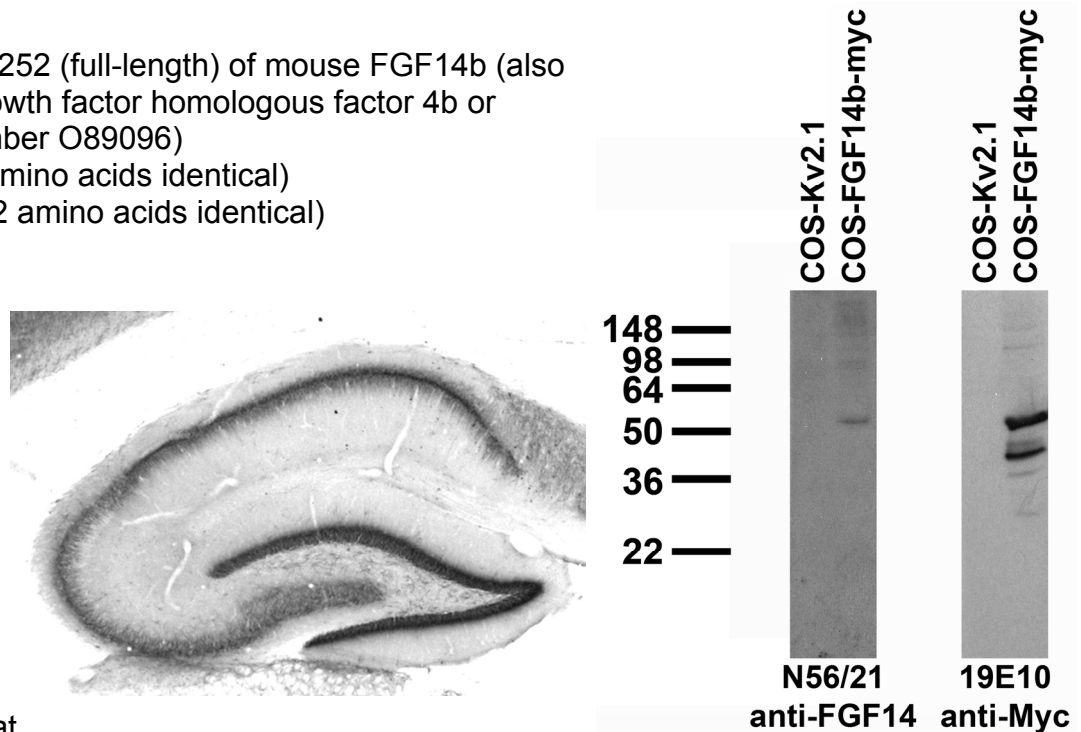 252 (full-length) of mouse FGF14b (also
owth factor homologous factor 4b or
ber O89096)
mino acids identical)
2 amino acids identical)
COS-Kv2.1
COS-FGF14b-myc
COS-Kv2.1
COS-FGF14b-myc
148
98
64
50
36
22
N56/21
anti-FGF14
19E10
anti-Myc